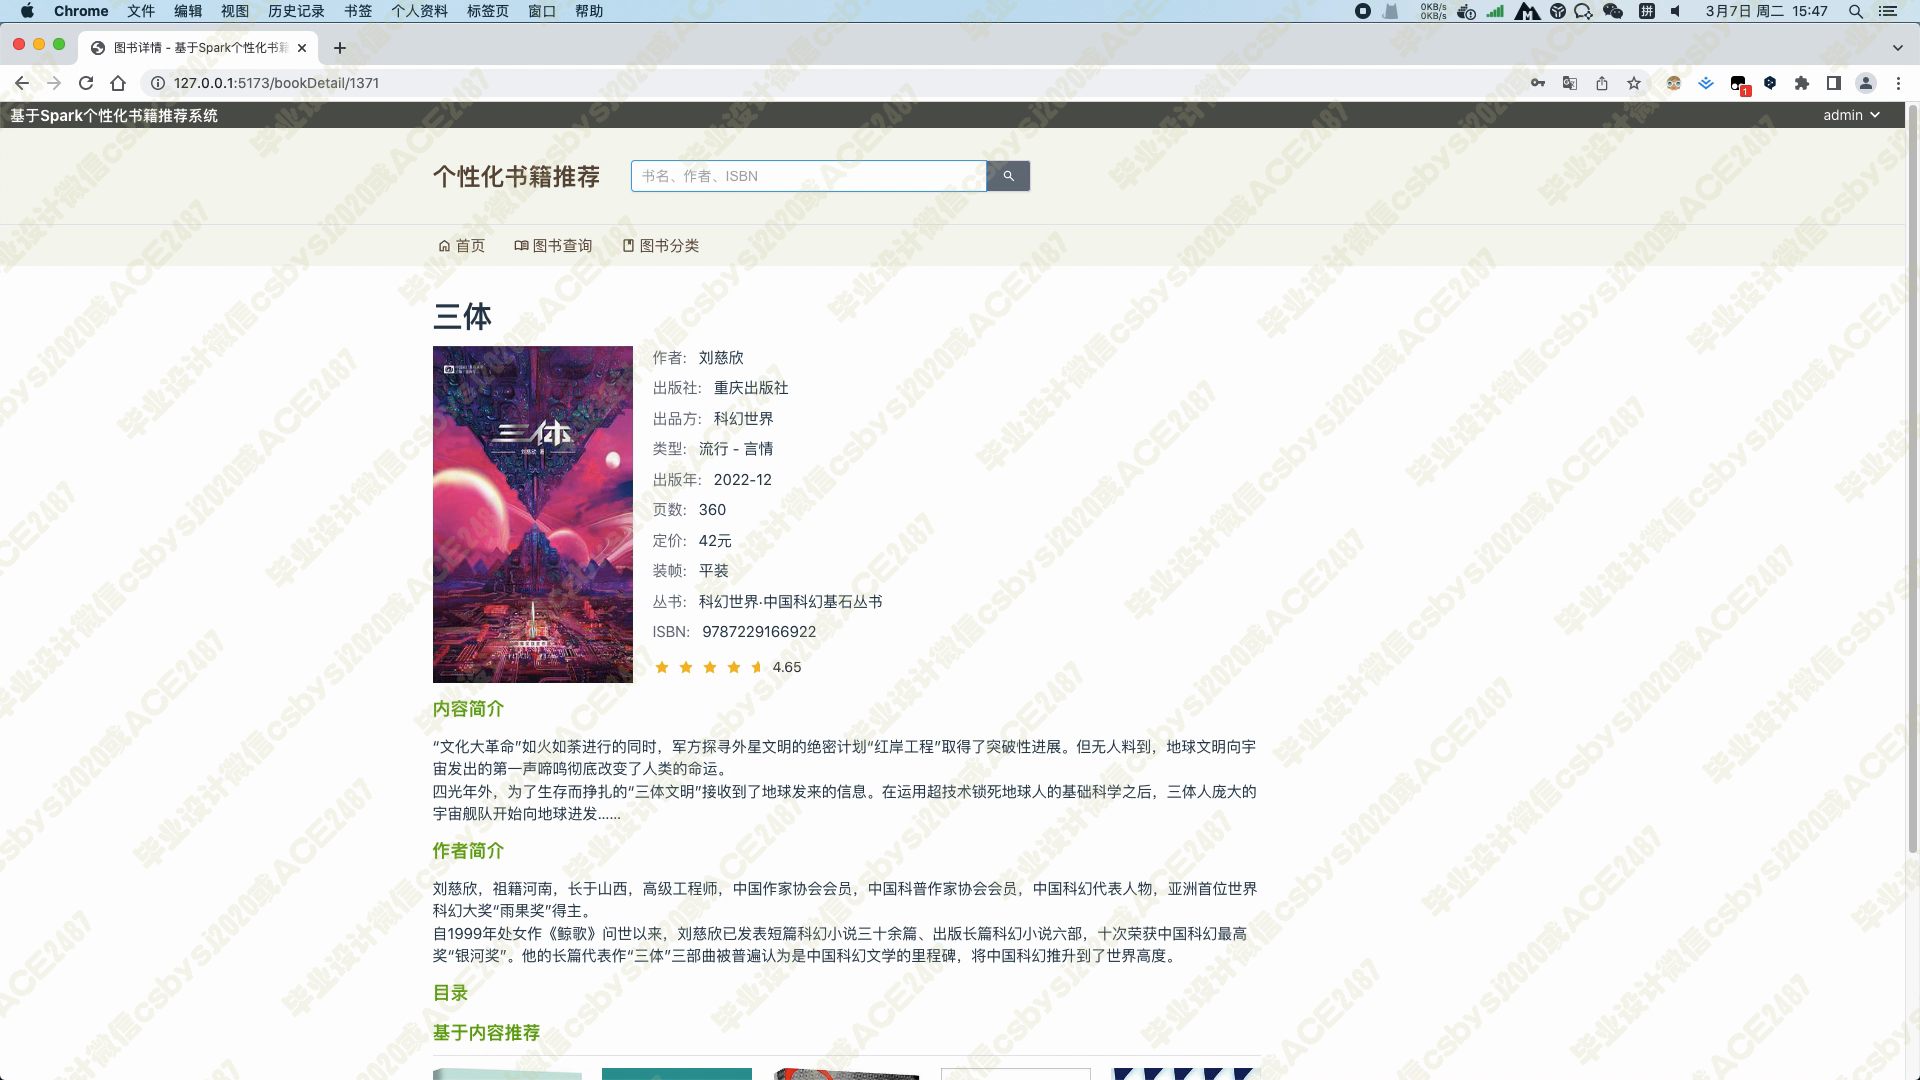 Chrome 文件 编辑 视图 历史记录 书签 个人资料 标签页 窗口 帮助 0KB/s 0KB/s 拼 3月7日 周二 15:47
图书详情 - 基于Spark个性化书籍
127.0.0.1:5173/bookDetail/1371 1
基于Spark个性化书籍推荐系统 admin
个性化书籍推荐 书名、作者、ISBN
首页 图书查询 图书分类
三体
三体
刘慈欣 著
作者: 刘慈欣
出版社: 重庆出版社
出品方: 科幻世界
类型: 流行 - 言情
出版年: 2022-12
页数: 360
定价: 42元
装帧: 平装
丛书: 科幻世界·中国科幻基石丛书
ISBN: 9787229166922
4.65
内容简介
“文化大革命”如火如荼进行的同时，军方探寻外星文明的绝密计划“红岸工程”取得了突破性进展。但无人料到，地球文明向宇
宙发出的第一声啼鸣彻底改变了人类的命运。
四光年外，为了生存而挣扎的“三体文明”接收到了地球发来的信息。在运用超技术锁死地球人的基础科学之后，三体人庞大的
宇宙舰队开始向地球进发......
作者简介
刘慈欣，祖籍河南，长于山西，高级工程师，中国作家协会会员，中国科普作家协会会员，中国科幻代表人物，亚洲首位世界
科幻大奖“雨果奖”得主。
自1999年处女作《鲸歌》问世以来，刘慈欣已发表短篇科幻小说三十余篇、出版长篇科幻小说六部，十次荣获中国科幻最高
奖“银河奖”。他的长篇代表作“三体”三部曲被普遍认为是中国科幻文学的里程碑，将中国科幻推升到了世界高度。
目录
基于内容推荐
毕业设计微信csbysj2020或ACE2487